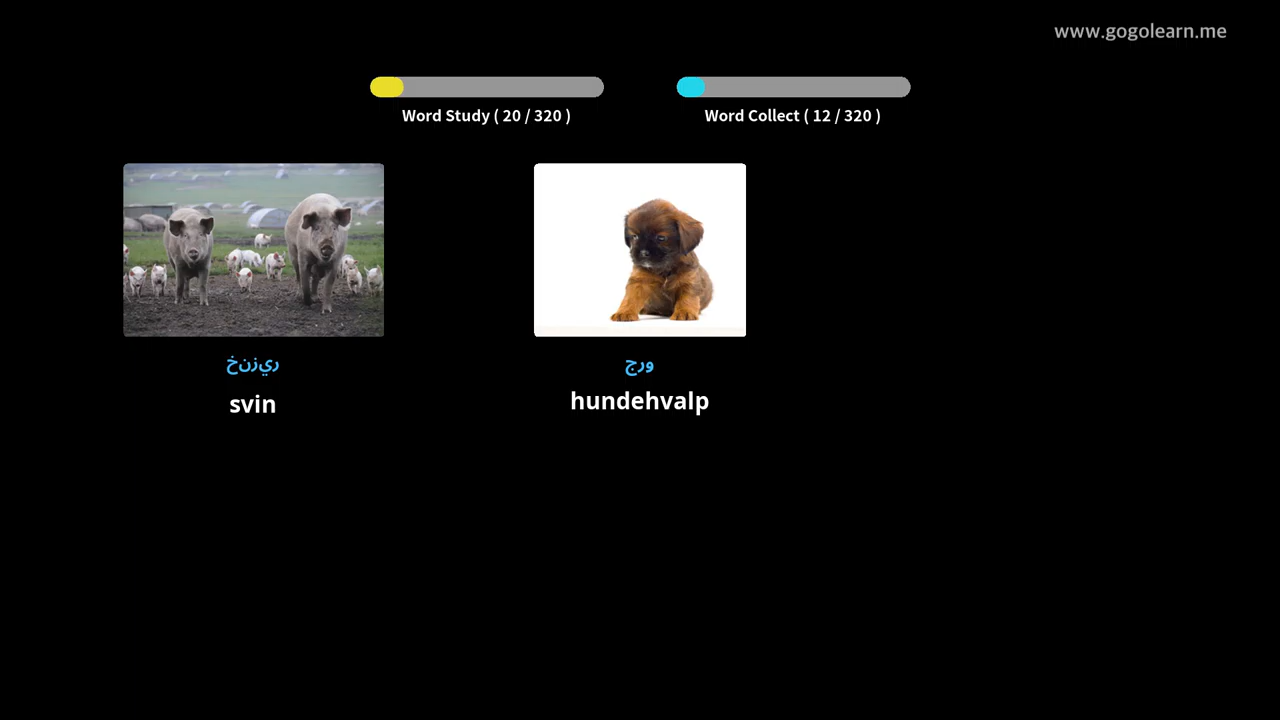 www.gogolearn.me
Word Study ( 20 / 320 )
Word Collect ( 12 / 320 )
خنزير
جرو
svin
hundehvalp